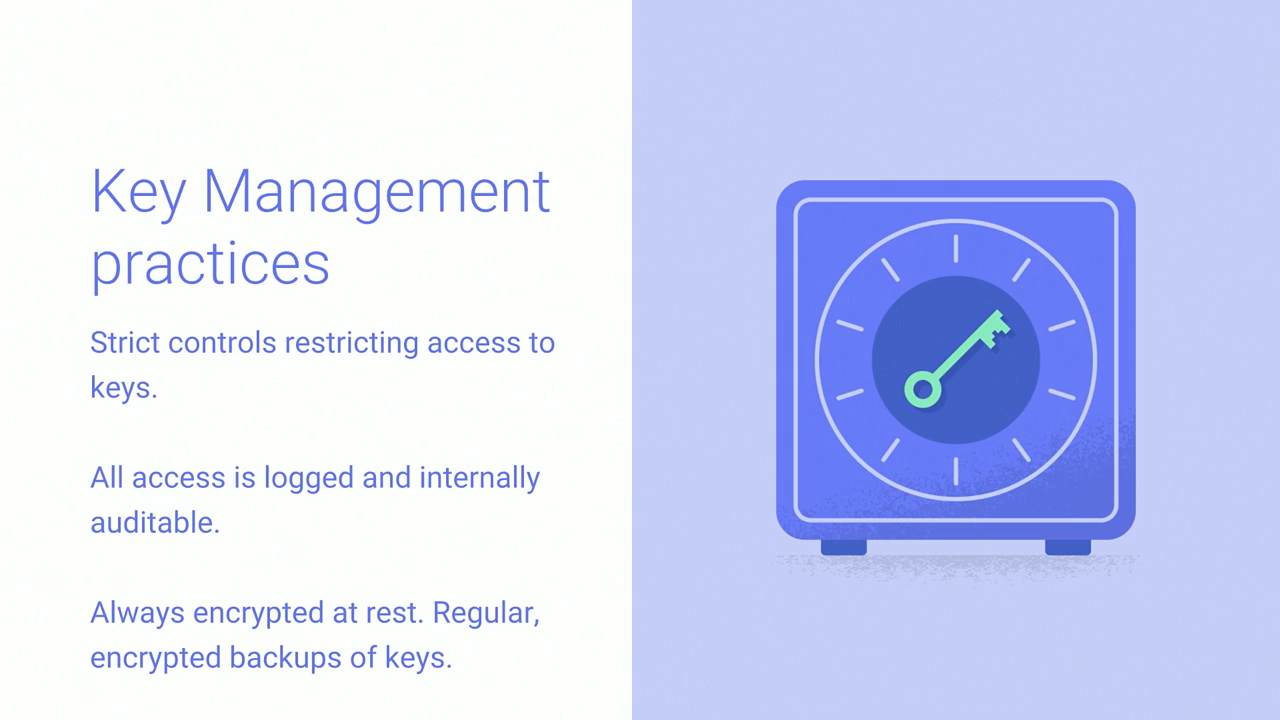 Key Management
practices
Strict controls restricting access to
keys.
All access is logged and internally
auditable.
Always encrypted at rest. Regular,
encrypted backups of keys.